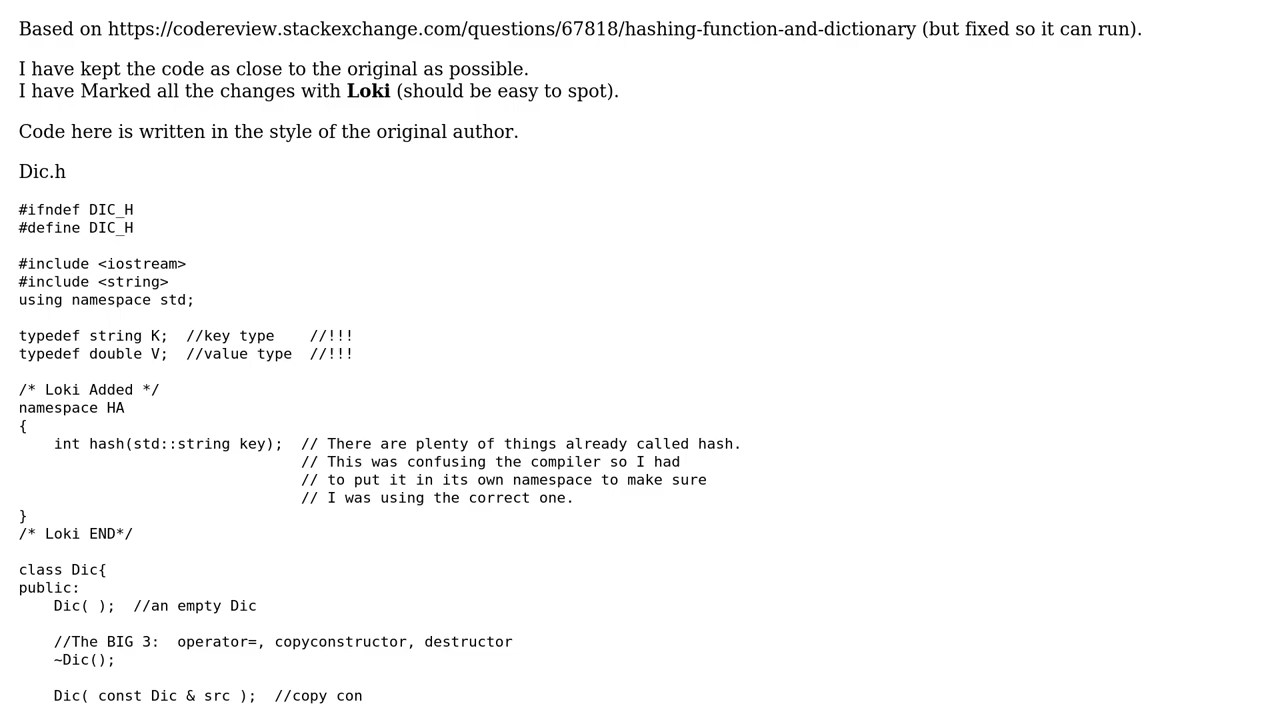 Based on https://codereview.stackexchange.com/questions/67818/hashing-function-and-dictionary (but fixed so it can run).
I have kept the code as close to the original as possible.
I have Marked all the changes with Loki (should be easy to spot).
Code here is written in the style of the original author.
Dic.h
#ifndef DIC_H
#define DIC_H
#include <iostream>
#include <string>
using namespace std;
typedef string K;  //key type    //!!!
typedef double V;  //value type  //!!!
/* Loki Added */
namespace HA
{
    int hash(std::string key);  // There are plenty of things already called hash.
                                // This was confusing the compiler so I had
                                // to put it in its own namespace to make sure
                                // I was using the correct one.
}
/* Loki END*/
class Dic{
public:
    Dic( );  //an empty Dic
    //The BIG 3:  operator=, copyconstructor, destructor
    ~Dic();
    Dic( const Dic & src );  //copy con